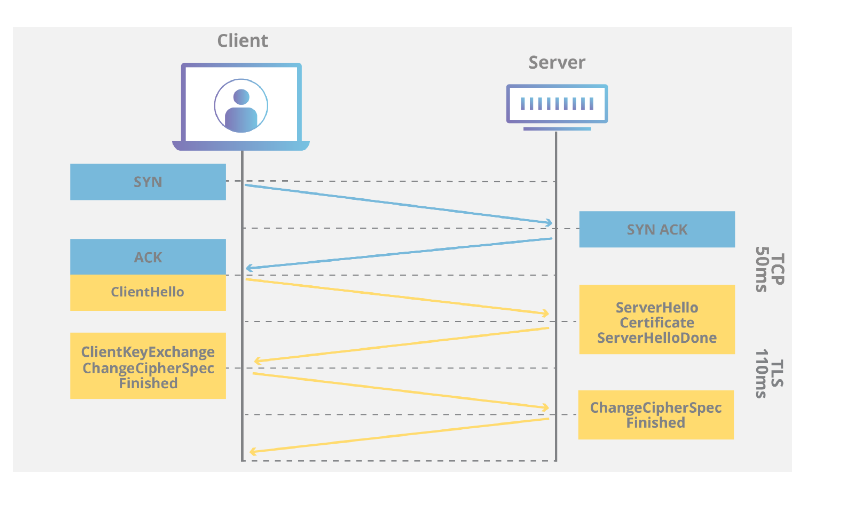 Client
Server
SYN
SYN ACK
ACK
ClientHello
TCP
50ms
ServerHello
Certificate
ServerHelloDone
ClientKeyExchange
ChangeCipherSpec
Finished
TLS
110ms
ChangeCipherSpec
Finished